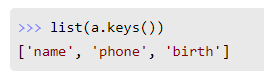 >>> list(a.keys())
['name', 'phone', 'birth']